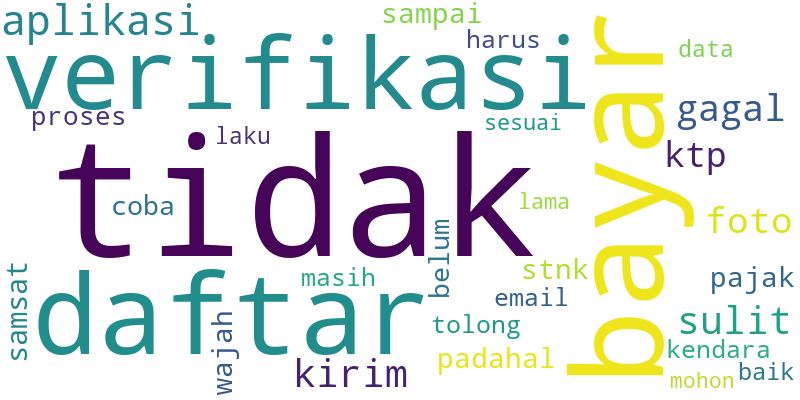 aplikasi
sampai
harus
verifikasi
bayar
data
gagal
proses
laku
sesuai
ktp
tidak
coba
lama
foto
belum
masih
stnk
pajak
samsat
daftar
email
wajah
tolong
sulit
kirim
padahal
kendara
mohon
baik